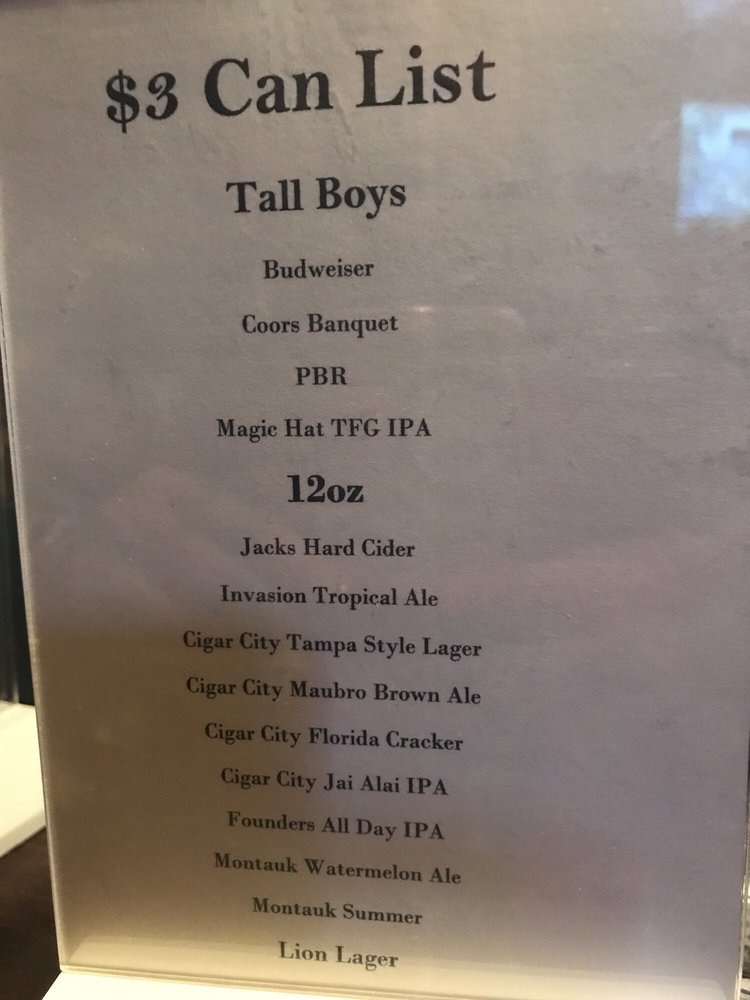 $3 Can List
Tall Boys
Budweiser
Coors Banquet
PBR
Magic Hat TFG IPA
12oz
Jacks Hard Cider
Invasion Tropical Ale
Cigar City Tampa Style Lager
Cigar City Maubro Brown Ale
Cigar City Florida Cracker
Cigar City Jai Alai IPA
Founders All Day IPA
Montauk Watermelon Ale
Montauk Summer
Lion Lager